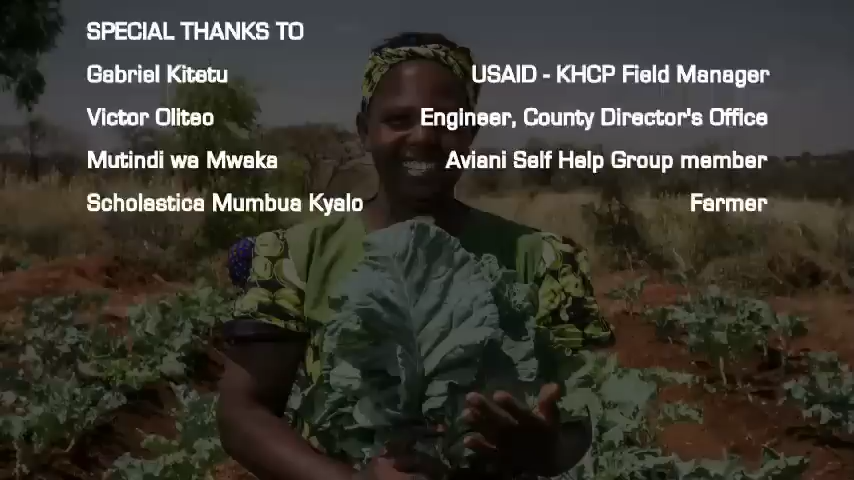 SPECIAL THANKS TO
Gabriel Kitetu USAID - KHCP Field Manager
Victor Oliteo Engineer, County Director's Office
Mutindi wa Mwaka Aviani Self Help Group member
Scholastica Mumbua Kyalo Farmer